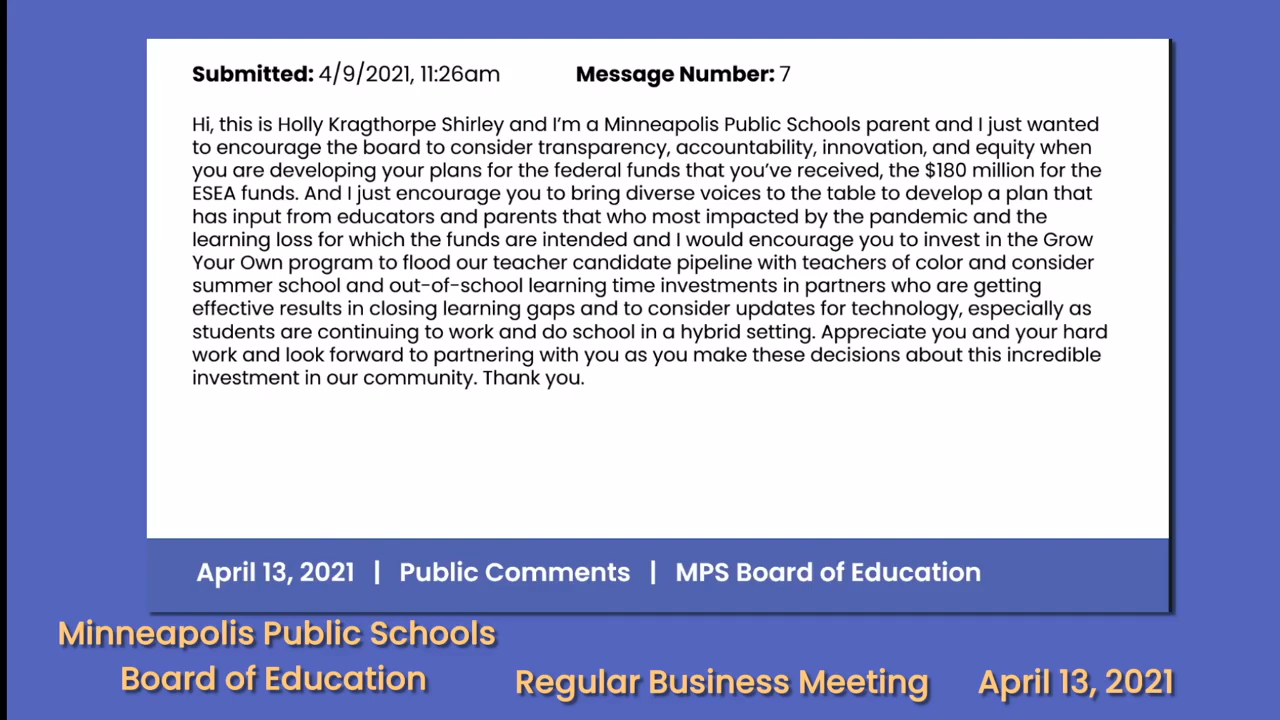 Submitted: 4/9/2021, 11:26am Message Number: 7
Hi, this is Holly Kragthorpe Shirley and I'm a Minneapolis Public Schools parent and I just wanted
to encourage the board to consider transparency, accountability, innovation, and equity when
you are developing your plans for the federal funds that you've received, the $180 million for the
ESEA funds. And I just encourage you to bring diverse voices to the table to develop a plan that
has input from educators and parents that who most impacted by the pandemic and the
learning loss for which the funds are intended and I would encourage you to invest in the Grow
Your Own program to flood our teacher candidate pipeline with teachers of color and consider
summer school and out-of-school learning time investments in partners who are getting
effective results in closing learning gaps and to consider updates for technology, especially as
students are continuing to work and do school in a hybrid setting. Appreciate you and your hard
work and look forward to partnering with you as you make these decisions about this incredible
investment in our community. Thank you.
April 13, 2021 | Public Comments | MPS Board of Education
Minneapolis Public Schools
Board of Education
Regular Business Meeting April 13, 2021